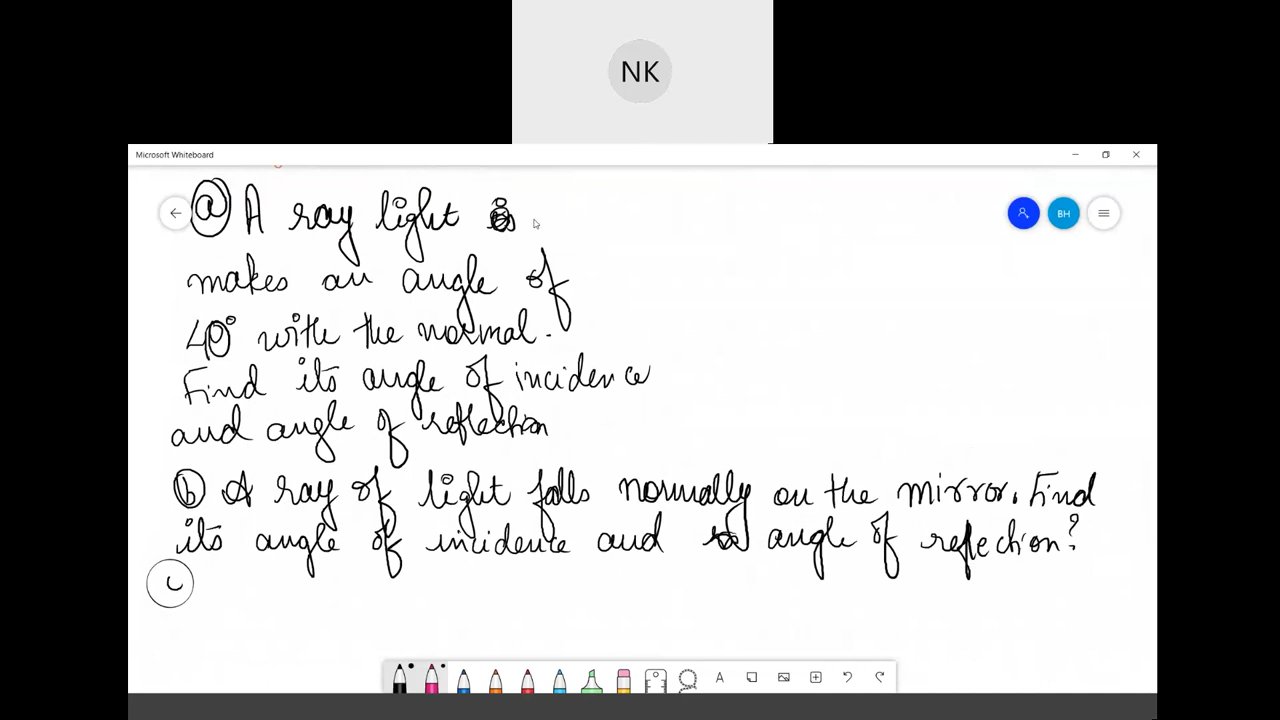 NK
Microsoft Whiteboard
a A ray light is
makes an angle of
BH
40° with the normal.
Find its angle of incidence
and angle of reflection
b A ray of light falls normally on the mirror. Find
its angle of incidence and angle of reflection?
c
A